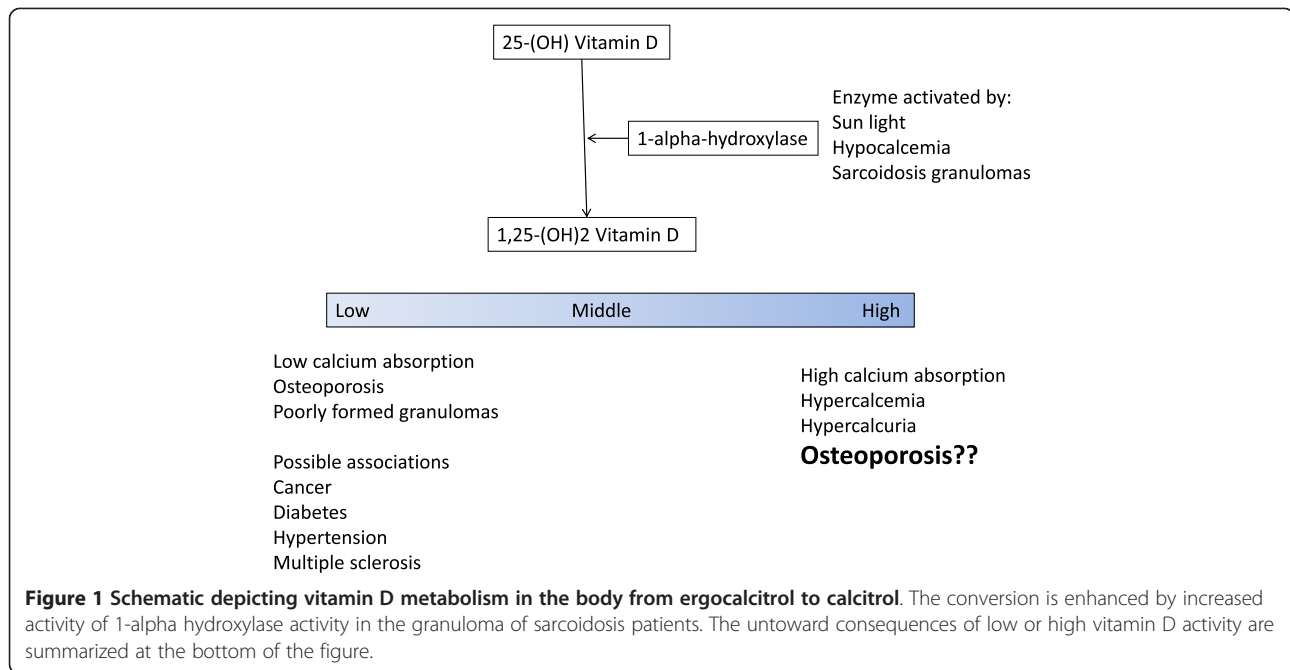 25-(OH) Vitamin D
1-alpha-hydroxylase
Enzyme activated by:
Sun light
Hypocalcemia
Sarcoidosis granulomas
1,25-(OH)2 Vitamin D
Low Middle High
Low calcium absorption
Osteoporosis
Poorly formed granulomas
Possible associations
Cancer
Diabetes
Hypertension
Multiple sclerosis
High calcium absorption
Hypercalcemia
Hypercalcuria
Osteoporosis??
Figure 1 Schematic depicting vitamin D metabolism in the body from ergocalcitrol to calcitrol. The conversion is enhanced by increased
activity of 1-alpha hydroxylase activity in the granuloma of sarcoidosis patients. The untoward consequences of low or high vitamin D activity are
summarized at the bottom of the figure.